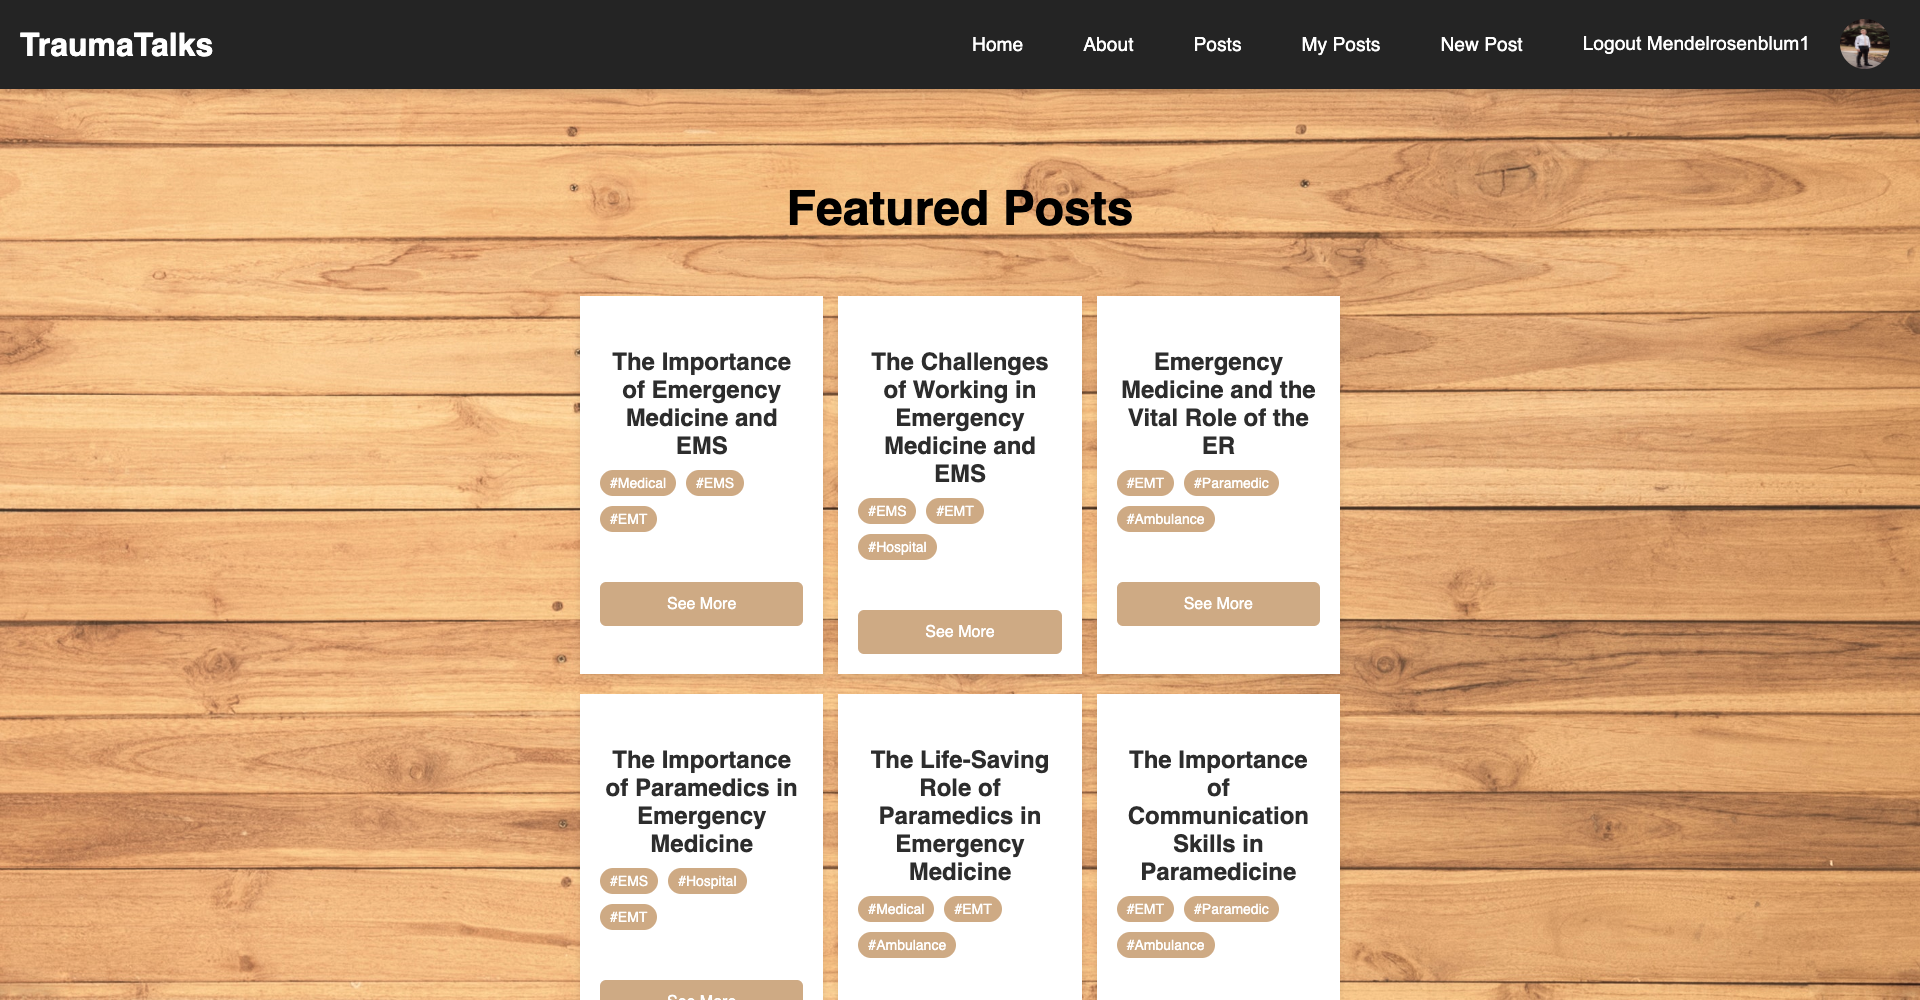 TraumaTalks
Home About Posts My Posts New Post Logout Mendelrosenblum1
Featured Posts
The Importance
of Emergency
Medicine and
EMS
#Medical #EMS
#EMT
See More
The Challenges
of Working in
Emergency
Medicine and
EMS
#EMS #EMT
#Hospital
See More
Emergency
Medicine and the
Vital Role of the
ER
#EMT #Paramedic
#Ambulance
See More
The Importance
of Paramedics in
Emergency
Medicine
#EMS #Hospital
#EMT
See More
The Life-Saving
Role of
Paramedics in
Emergency
Medicine
#Medical #EMT
#Ambulance
The Importance
of
Communication
Skills in
Paramedicine
#EMT #Paramedic
#Ambulance